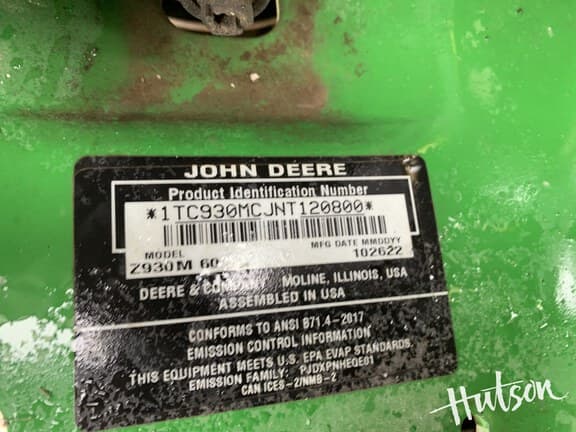 JOHN DEERE
Product Identification Number
*1TC930MCJNT120800*
MODEL
MFG DATE MMDDYY
Z930M 102622
DEERE & COMPANY MOLINE, ILLINOIS, USA
ASSEMBLED IN USA
CONFORMS TO ANSI B71.4-2017
EMISSION CONTROL INFORMATION
THIS EQUIPMENT MEETS U.S. EPA EVAP STANDARDS.
EMISSION FAMILY: PJDXPNHEQE61
CAN ICES-2/NMB-2
Hutson